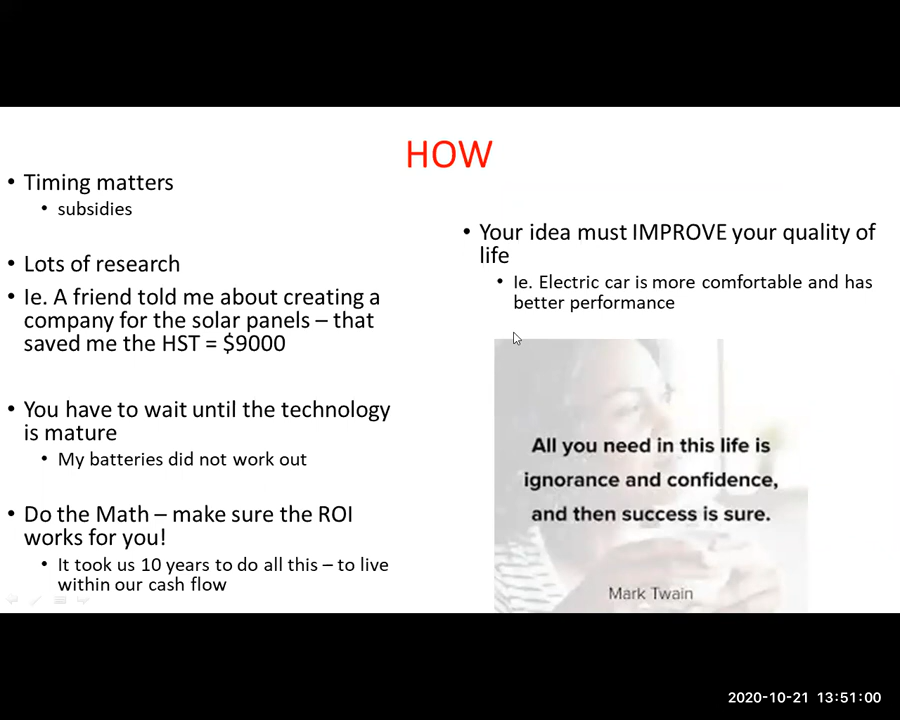 HOW
• Timing matters
• subsidies
• Lots of research
• Ie. A friend told me about creating a
company for the solar panels – that
saved me the HST = $9000
• You have to wait until the technology
is mature
• My batteries did not work out
• Do the Math – make sure the ROI
works for you!
• It took us 10 years to do all this – to live
within our cash flow
• Your idea must IMPROVE your quality of
life
• Ie. Electric car is more comfortable and has
better performance
All you need in this life is
ignorance and confidence,
and then success is sure.
Mark Twain
2020-10-21 13:51:00